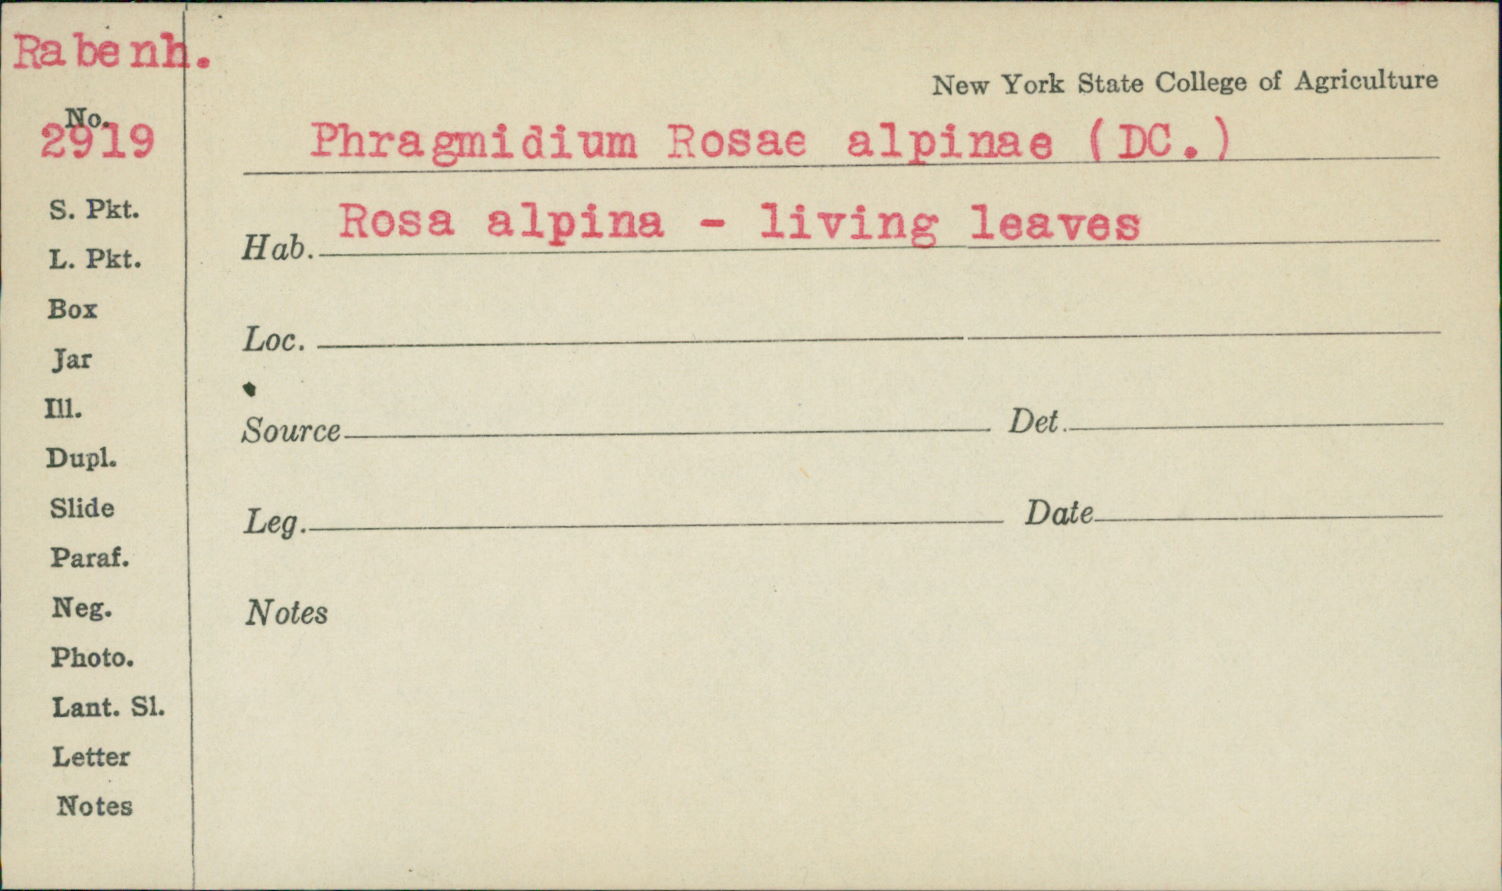 Rabenh.
New York State College of Agriculture
No.
2919
Phragmidium Rosae alpinae (DC.)
S. Pkt.
Hab. Rosa alpina - living leaves
L. Pkt.
Box
Loc.
Jar
Ill.
Source Det.
Dupl.
Slide
Leg. Date
Paraf.
Neg.
Notes
Photo.
Lant. Sl.
Letter
Notes